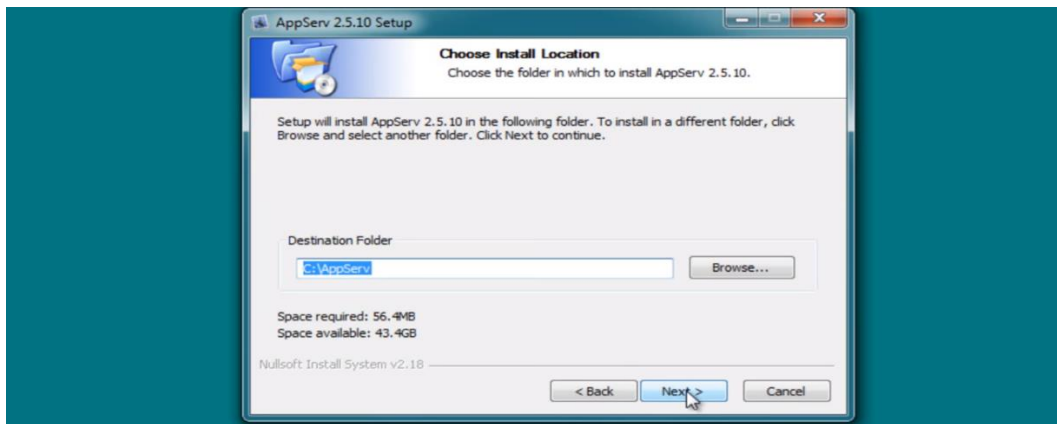 AppServ 2.5.10 Setup
Choose Install Location
Choose the folder in which to install AppServ 2.5.10.
Setup will install AppServ 2.5.10 in the following folder. To install in a different folder, click
Browse and select another folder. Click Next to continue.
Destination Folder
C:\AppServ
Browse...
Space required: 56.4MB
Space available: 43.4GB
Nullsoft Install System v2.18
< Back
Next >
Cancel